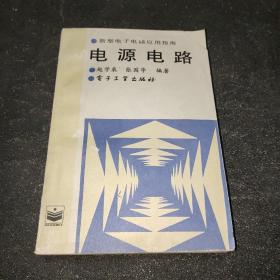 新型电子电路应用指南
电源电路
赵学泉 张国华 编著
电子工业出版社